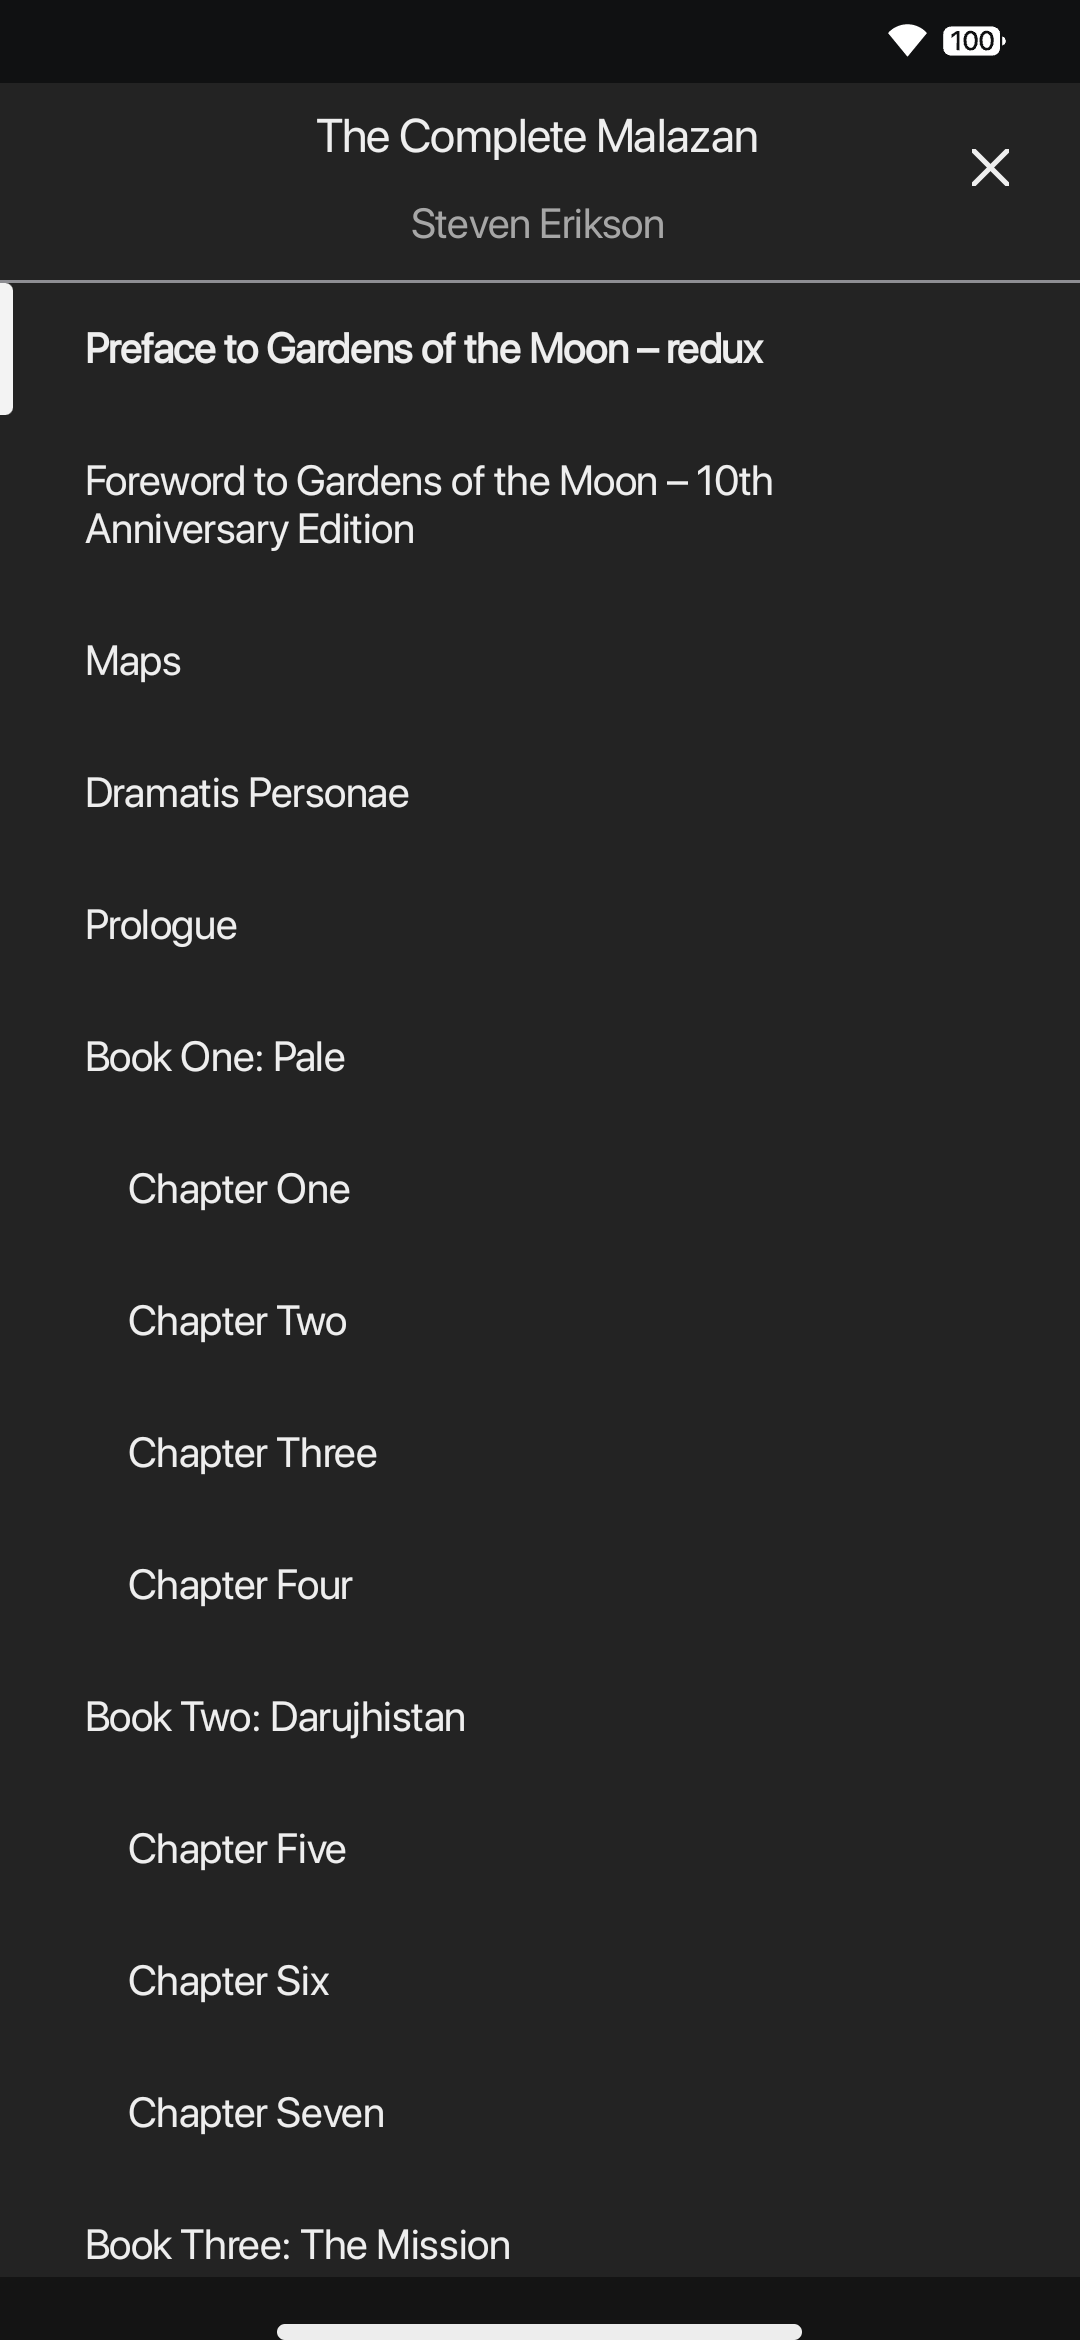 100
The Complete Malazan
Steven Erikson
Preface to Gardens of the Moon – redux
Foreword to Gardens of the Moon – 10th
Anniversary Edition
Maps
Dramatis Personae
Prologue
Book One: Pale
Chapter One
Chapter Two
Chapter Three
Chapter Four
Book Two: Darujhistan
Chapter Five
Chapter Six
Chapter Seven
Book Three: The Mission